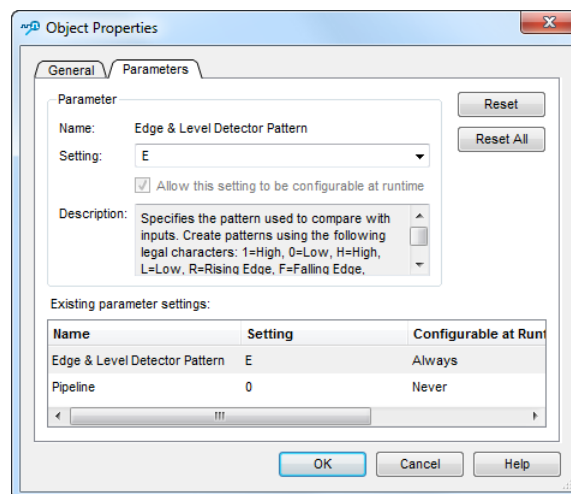 Object Properties
General
Parameters
Parameter
Reset
Name: Edge & Level Detector Pattern
Reset All
Setting: E
Allow this setting to be configurable at runtime
Description: Specifies the pattern used to compare with
inputs. Create patterns using the following
legal characters: 1=High, 0=Low, H=High,
L=Low, R=Rising Edge, F=Falling Edge,
Existing parameter settings:
Name Setting Configurable at Runt
Edge & Level Detector Pattern E Always
Pipeline 0 Never
OK Cancel Help